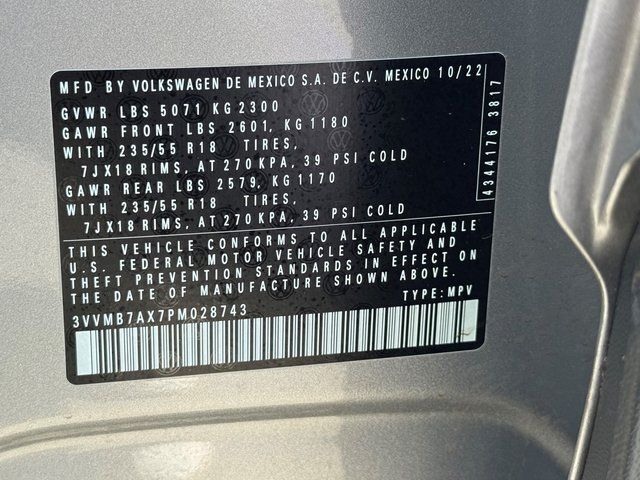 MFD BY VOLKSWAGEN DE MEXICO S.A. DE C.V. MEXICO 10/22
GVWR LBS 5071 KG 2300
GAWR FRONT LBS 2601, KG 1180
WITH 235/55 R18 TIRES,
7JX18 RIMS, AT 270KPA, 39 PSI COLD
GAWR REAR LBS 2579, KG 1170
WITH 235/55 R18 TIRES,
7JX18 RIMS, AT 270KPA, 39 PSI COLD
THIS VEHICLE CONFORMS TO ALL APPLICABLE
U.S. FEDERAL MOTOR VEHICLE SAFETY AND
THEFT PREVENTION STANDARDS IN EFFECT ON
THE DATE OF MANUFACTURE SHOWN ABOVE.
3VVMB7AX7PM028743 TYPE: MPV
4344176 3817